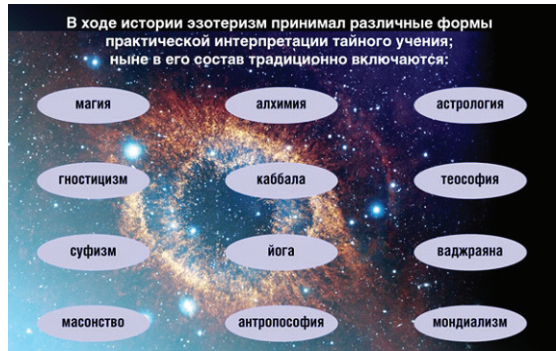 В ходе истории эзотеризм принимал различные формы
практической интерпретации тайного учения;
ныне в его состав традиционно включаются:
магия алхимия астрология
гностицизм каббала теософия
суфизм йога ваджраяна
масонство антропософия мондиализм